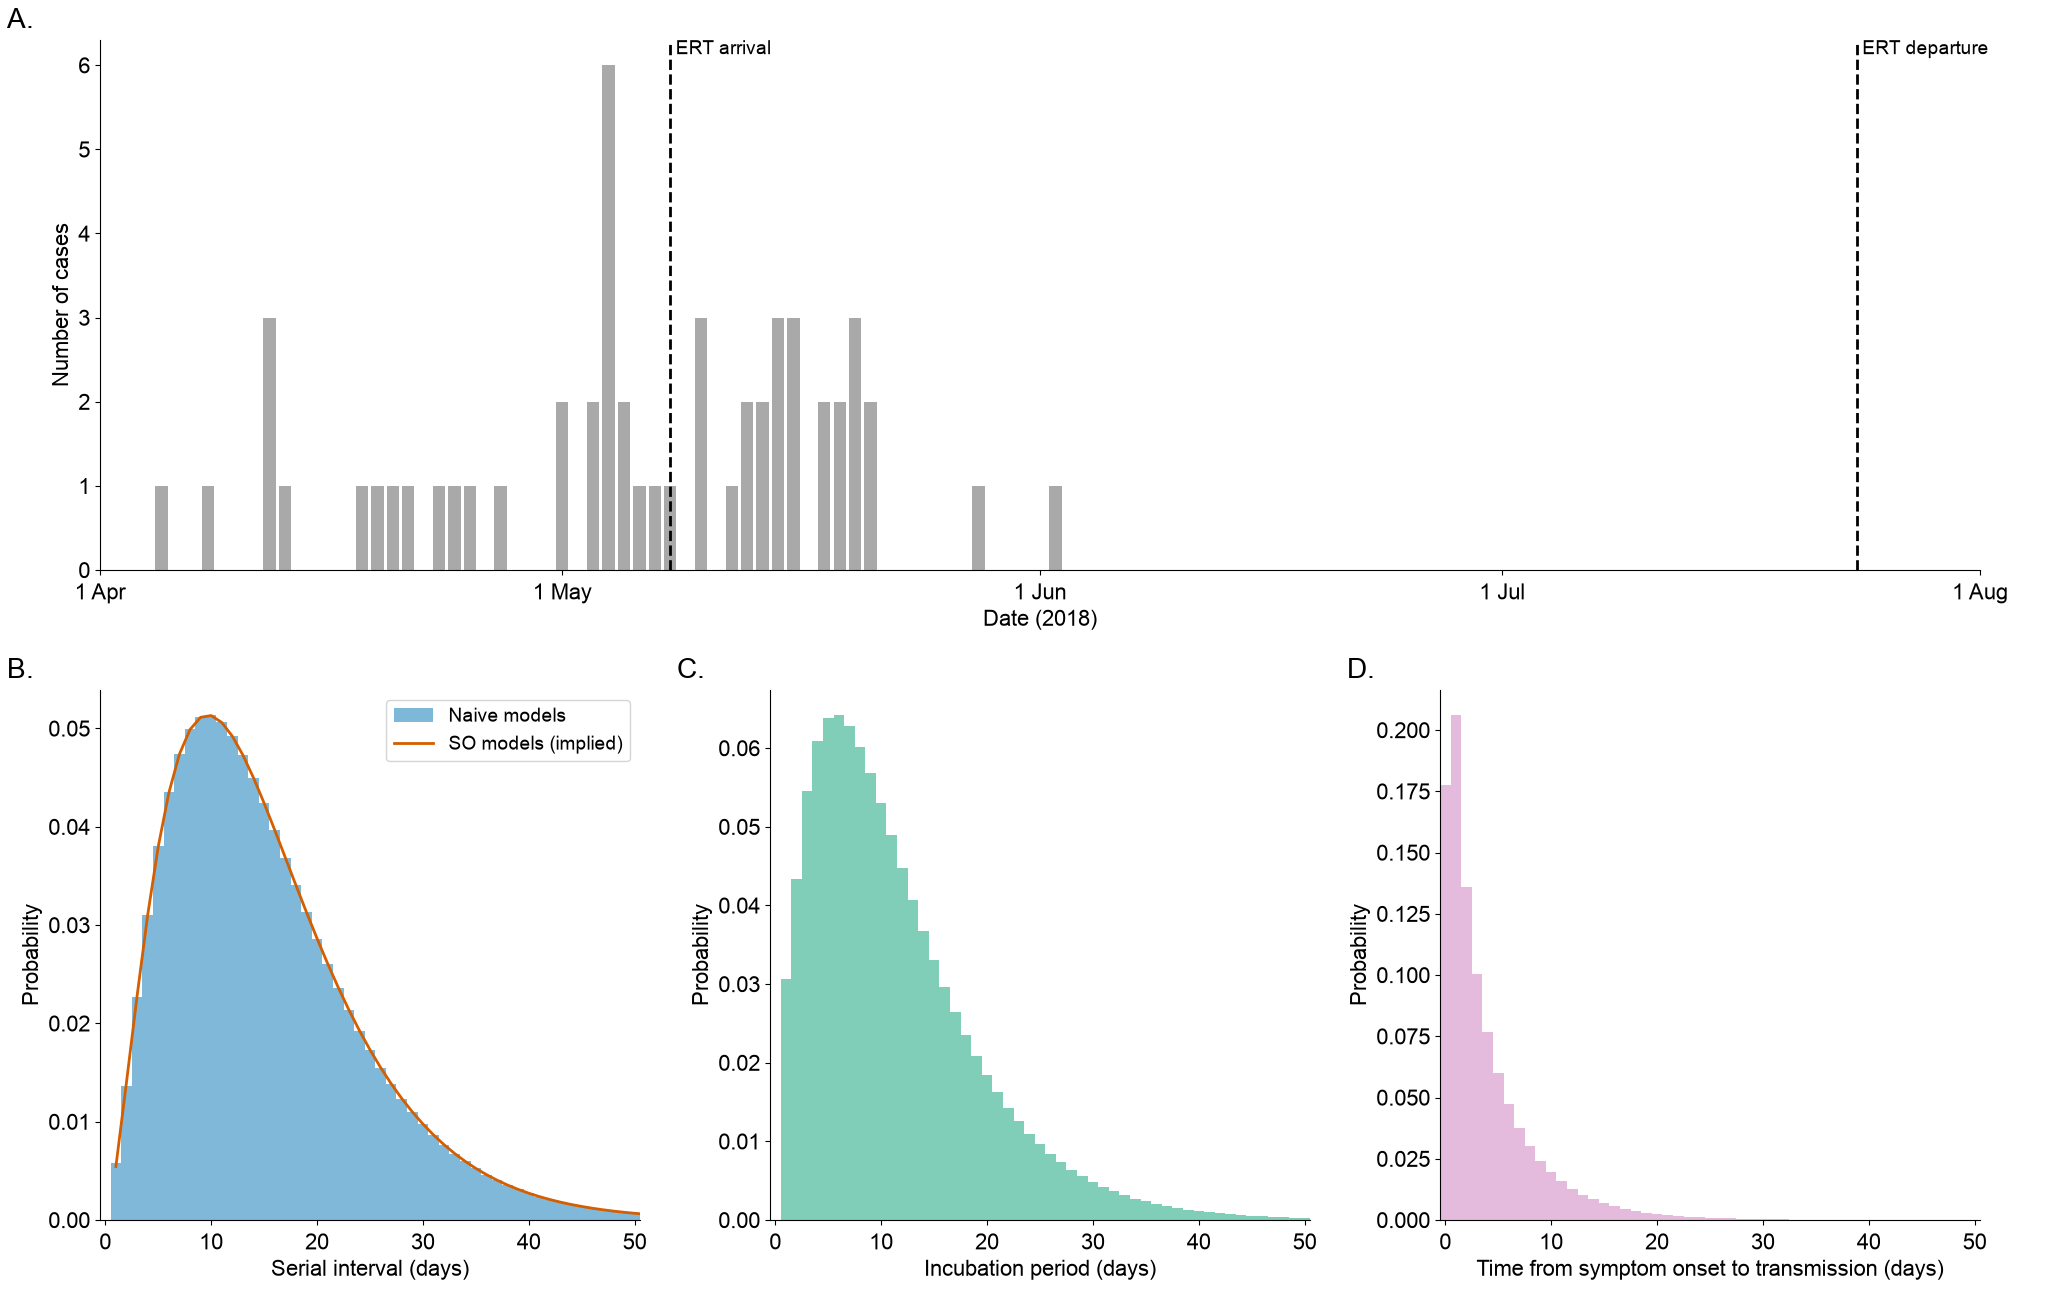 A.
ERT arrival
ERT departure
6
5
4
3
2
1
0
Number of cases
1 Apr
1 May
1 Jun
1 Jul
1 Aug
Date (2018)
B.
Naive models
SO models (implied)
0.05
0.04
0.03
0.02
0.01
0.00
Probability
0 10 20 30 40 50
Serial interval (days)
C.
0.06
0.05
0.04
0.03
0.02
0.01
0.00
Probability
0 10 20 30 40 50
Incubation period (days)
D.
0.200
0.175
0.150
0.125
0.100
0.075
0.050
0.025
0.000
Probability
0 10 20 30 40 50
Time from symptom onset to transmission (days)